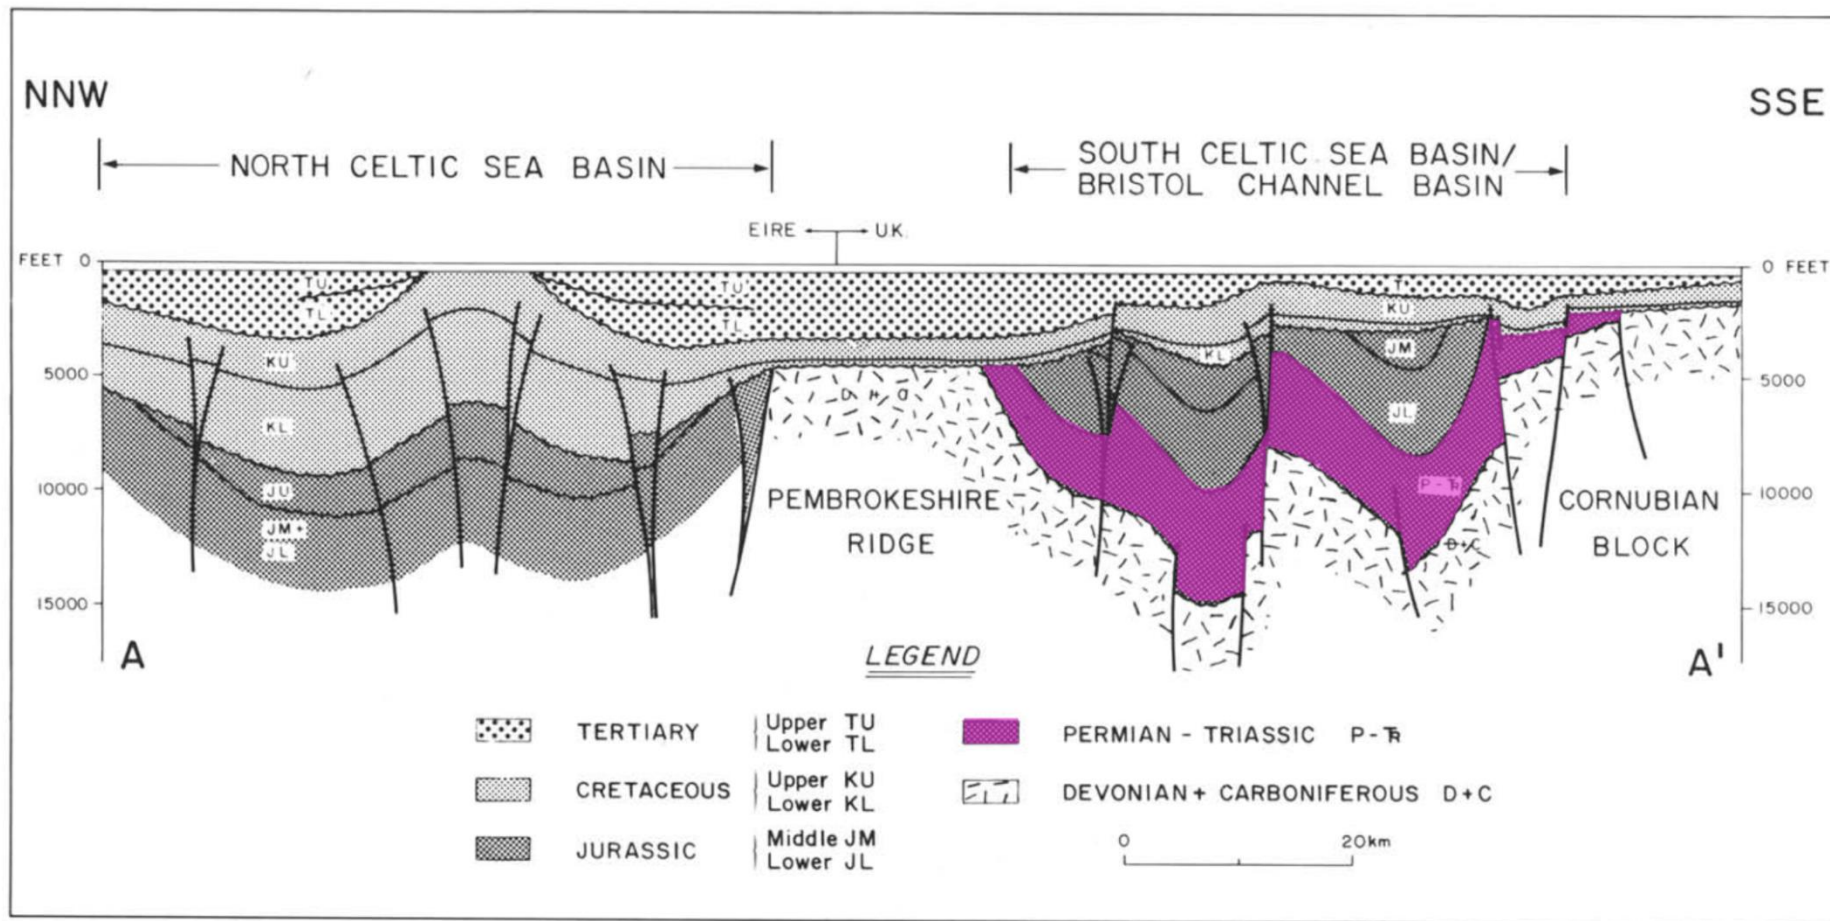 NNW
SSE
NORTH CELTIC SEA BASIN
SOUTH CELTIC SEA BASIN/
BRISTOL CHANNEL BASIN
EIRE
UK.
FEET 0
0 FEET
TU
TL
TU
TL
T
KU
KU
KL
KL
JM
JL
JU
JM+
JL
D + C
P-TR
D+C
5000
10000
15000
5000
10000
15000
PEMBROKESHIRE
RIDGE
CORNUBIAN
BLOCK
A
A'
LEGEND
TERTIARY
Upper TU
Lower TL
CRETACEOUS
Upper KU
Lower KL
JURASSIC
Middle JM
Lower JL
PERMIAN - TRIASSIC P-TR
DEVONIAN + CARBONIFEROUS D+C
0
20km